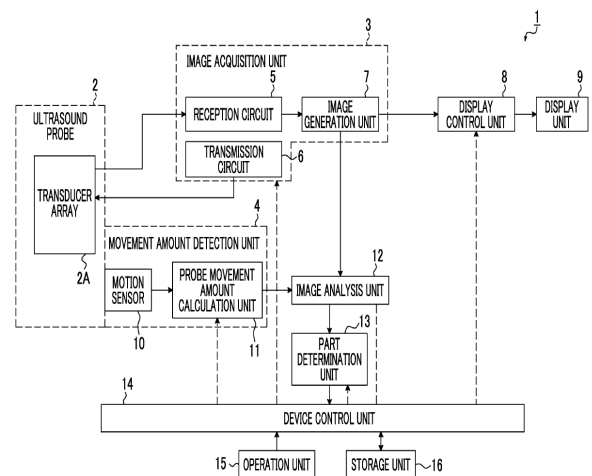 1
3
IMAGE ACQUISITION UNIT
2
5
7
8
9
ULTRASOUND
PROBE
RECEPTION CIRCUIT
IMAGE
GENERATION UNIT
DISPLAY
CONTROL UNIT
DISPLAY
UNIT
TRANSMISSION
CIRCUIT
6
TRANSDUCER
ARRAY
4
2A
MOVEMENT AMOUNT DETECTION UNIT
12
MOTION
SENSOR
PROBE MOVEMENT
AMOUNT
CALCULATION UNIT
IMAGE ANALYSIS UNIT
10
11
13
PART
DETERMINATION
UNIT
14
DEVICE CONTROL UNIT
15
OPERATION UNIT
STORAGE UNIT
16